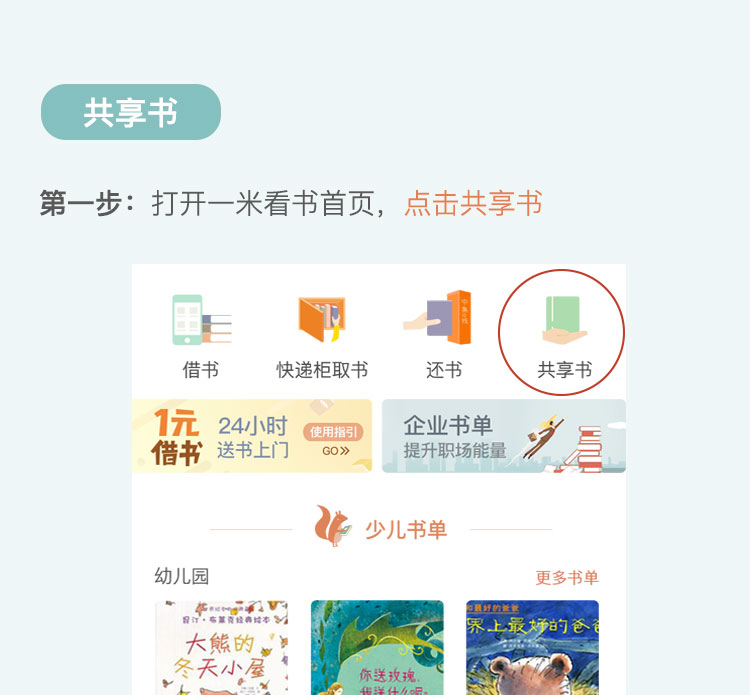 共享书
第一步：打开一米看书首页，点击共享书
借书 快递柜取书 还书 共享书
1元 借书
24小时
送书上门
使用指引
GO»
企业书单
提升职场能量
少儿书单
幼儿园 更多书单
大熊的
冬天小屋
你送玫瑰，
我送什么呢
界上最好的爸爸